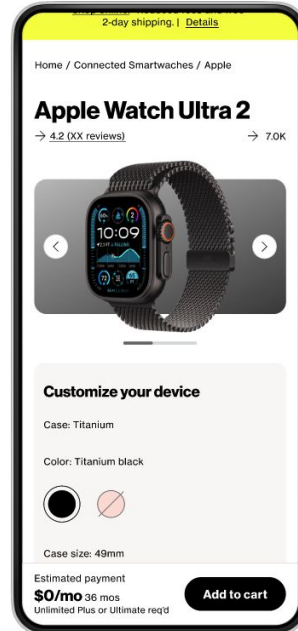 2-day shipping. | Details
Home / Connected Smartwaches / Apple
Apple Watch Ultra 2
→ 4.2 (XX reviews) → 7.0K
10:09
Customize your device
Case: Titanium
Color: Titanium black
Case size: 49mm
Estimated payment
$0/mo 36 mos
Unlimited Plus or Ultimate req'd
Add to cart